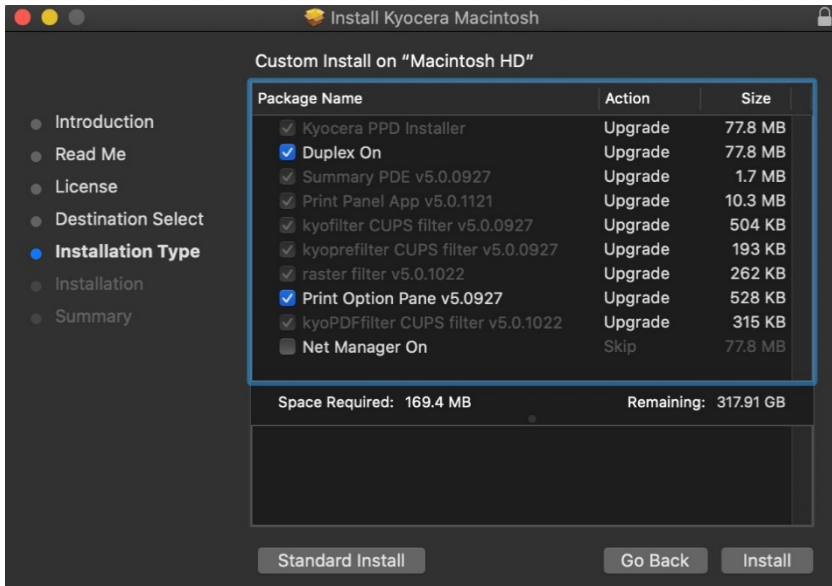 Install Kyocera Macintosh
Custom Install on “Macintosh HD”
Introduction
Read Me
License
Destination Select
Installation Type
Installation
Summary
Package Name Action Size
Kyocera PPD Installer Upgrade 77.8 MB
Duplex On Upgrade 77.8 MB
Summary PDE v5.0.0927 Upgrade 1.7 MB
Print Panel App v5.0.1121 Upgrade 10.3 MB
kyofilter CUPS filter v5.0.0927 Upgrade 504 KB
kyoprefilter CUPS filter v5.0.0927 Upgrade 193 KB
raster filter v5.0.1022 Upgrade 262 KB
Print Option Pane v5.0927 Upgrade 528 KB
kyoPDFfilter CUPS filter v5.0.1022 Upgrade 315 KB
Net Manager On Skip 77.8 MB
Space Required: 169.4 MB Remaining: 317.91 GB
Standard Install Go Back Install